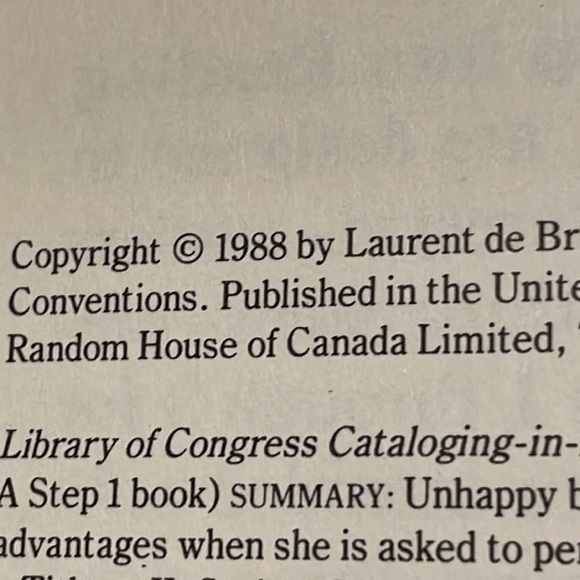 Copyright © 1988 by Laurent de Br
Conventions. Published in the Unite
Random House of Canada Limited,
Library of Congress Cataloging-in-
A Step 1 book) SUMMARY: Unhappy b
advantages when she is asked to per